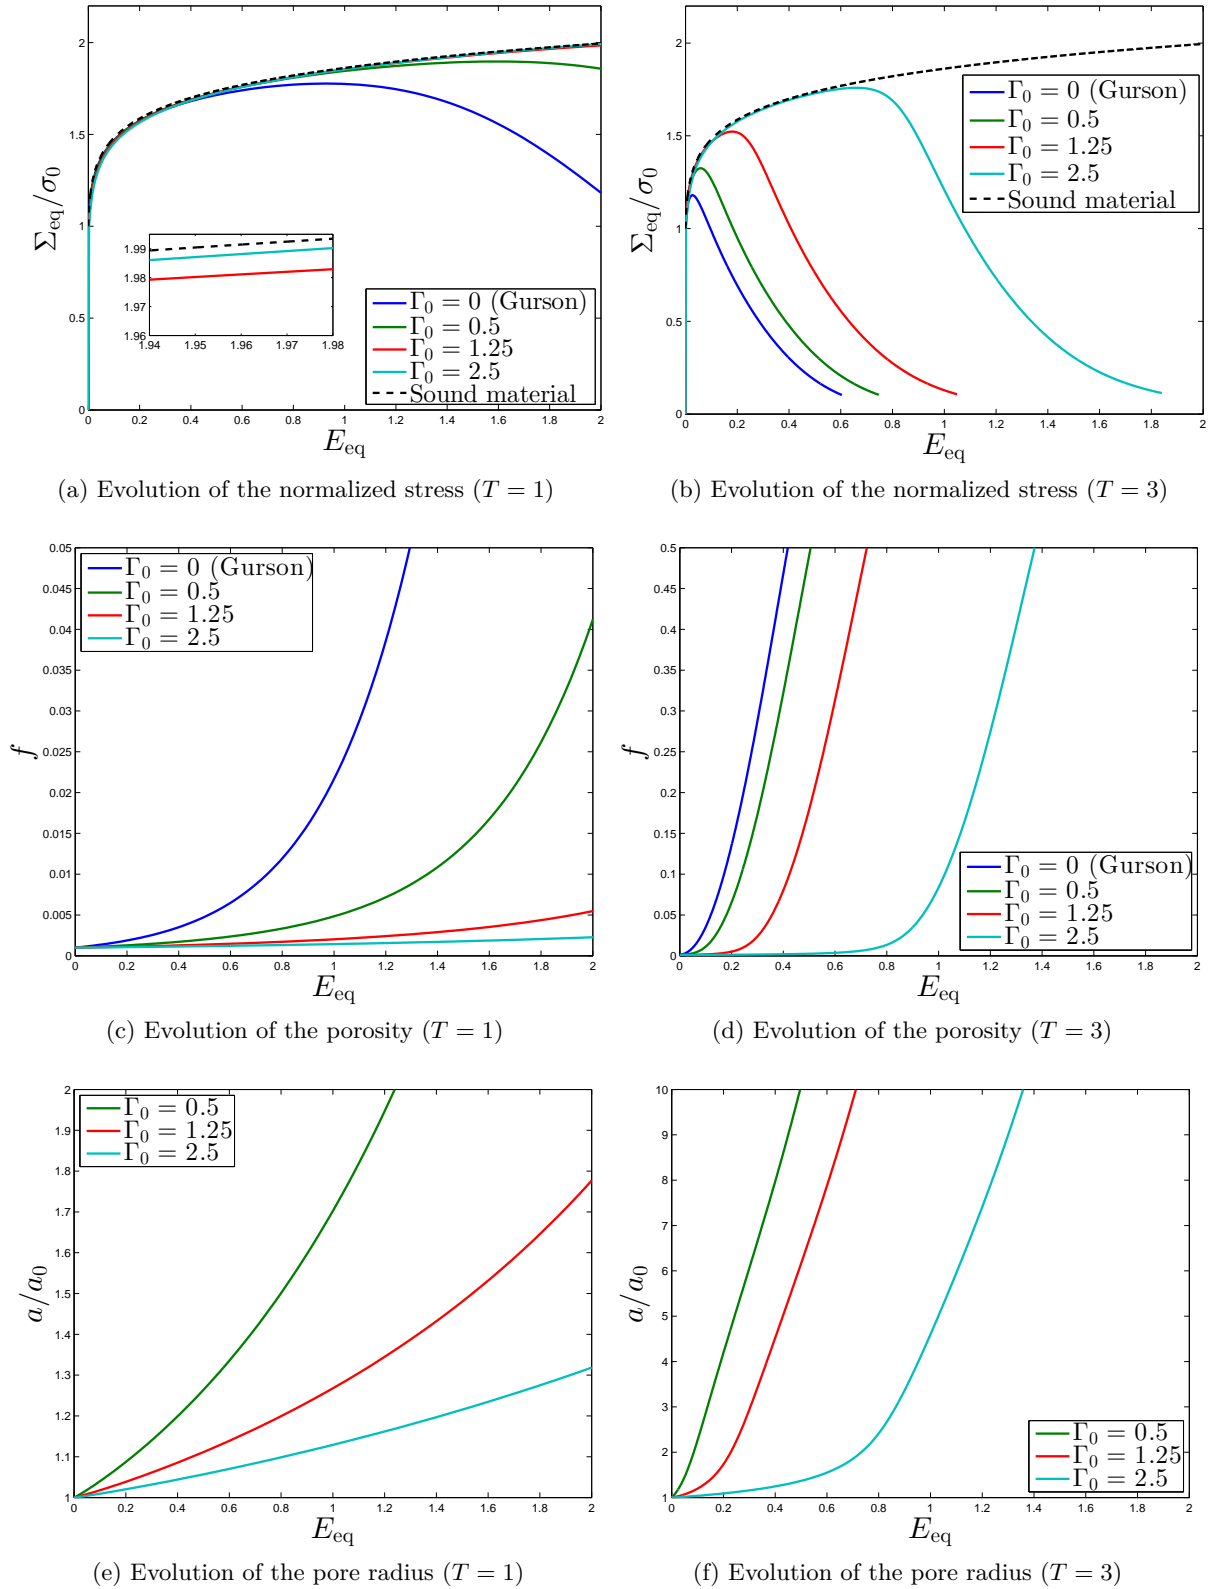 Σeq/σ0
2
1.5
1
0.5
0
0 0.2 0.4 0.6 0.8 1 1.2 1.4 1.6 1.8 2
Eeq
1.99
1.98
1.97
1.96
1.94 1.95 1.96 1.97 1.98
Γ0 = 0 (Gurson)
Γ0 = 0.5
Γ0 = 1.25
Γ0 = 2.5
Sound material
(a) Evolution of the normalized stress (T = 1)
Σeq/σ0
2
1.5
1
0.5
0
0 0.2 0.4 0.6 0.8 1 1.2 1.4 1.6 1.8 2
Eeq
Γ0 = 0 (Gurson)
Γ0 = 0.5
Γ0 = 1.25
Γ0 = 2.5
Sound material
(b) Evolution of the normalized stress (T = 3)
f
0.05
0.045
0.04
0.035
0.03
0.025
0.02
0.015
0.01
0.005
0
0 0.2 0.4 0.6 0.8 1 1.2 1.4 1.6 1.8 2
Eeq
Γ0 = 0 (Gurson)
Γ0 = 0.5
Γ0 = 1.25
Γ0 = 2.5
(c) Evolution of the porosity (T = 1)
f
0.5
0.45
0.4
0.35
0.3
0.25
0.2
0.15
0.1
0.05
0
0 0.2 0.4 0.6 0.8 1 1.2 1.4 1.6 1.8 2
Eeq
Γ0 = 0 (Gurson)
Γ0 = 0.5
Γ0 = 1.25
Γ0 = 2.5
(d) Evolution of the porosity (T = 3)
a/a0
2
1.9
1.8
1.7
1.6
1.5
1.4
1.3
1.2
1.1
1
0 0.2 0.4 0.6 0.8 1 1.2 1.4 1.6 1.8 2
Eeq
Γ0 = 0.5
Γ0 = 1.25
Γ0 = 2.5
(e) Evolution of the pore radius (T = 1)
a/a0
10
9
8
7
6
5
4
3
2
1
0 0.2 0.4 0.6 0.8 1 1.2 1.4 1.6 1.8 2
Eeq
Γ0 = 0.5
Γ0 = 1.25
Γ0 = 2.5
(f) Evolution of the pore radius (T = 3)